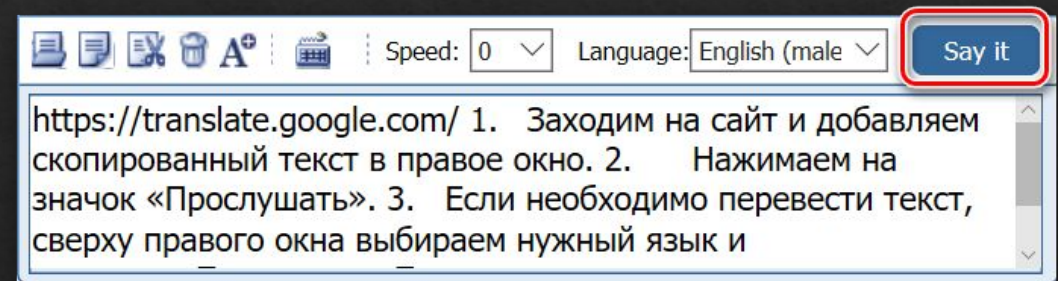 Speed: 0 Language: English (male Say it
https://translate.google.com/ 1. Заходим на сайт и добавляем
скопированный текст в правое окно. 2. Нажимаем на
значок «Прослушать». 3. Если необходимо перевести текст,
сверху правого окна выбираем нужный язык и